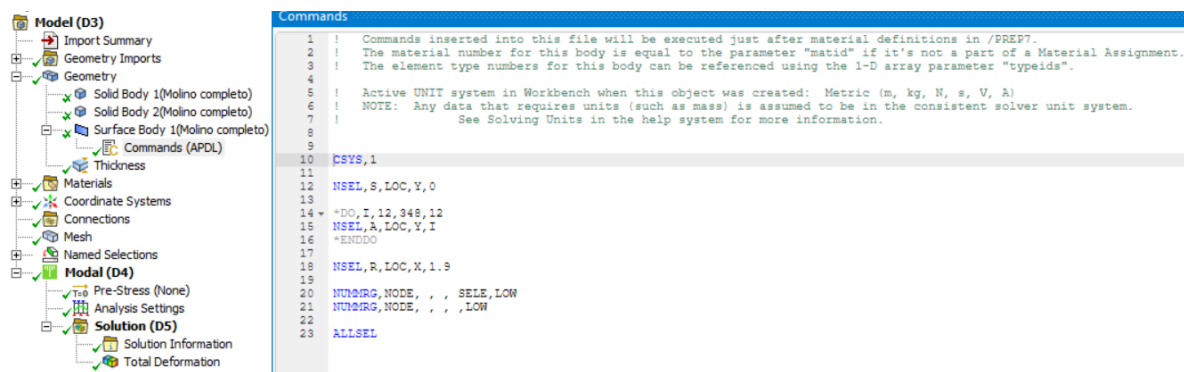 Model (D3)
Import Summary
Geometry Imports
Geometry
Solid Body 1(Molino completo)
Solid Body 2(Molino completo)
Surface Body 1(Molino completo)
Commands (APDL)
Thickness
Materials
Coordinate Systems
Connections
Mesh
Named Selections
Modal (D4)
T=0 Pre-Stress (None)
Analysis Settings
Solution (D5)
Solution Information
Total Deformation
Commands
1 ! Commands inserted into this file will be executed just after material definitions in /PREP7.
2 ! The material number for this body is equal to the parameter "matid" if it's not a part of a Material Assignment.
3 ! The element type numbers for this body can be referenced using the 1-D array parameter "typeids".
4
5 ! Active UNIT system in Workbench when this object was created: Metric (m, kg, N, s, V, A)
6 ! NOTE: Any data that requires units (such as mass) is assumed to be in the consistent solver unit system.
7 ! See Solving Units in the help system for more information.
8
9
10 CSYS,1
11
12 NSEL,S,LOC,Y,0
13
14 *DO,I,12,348,12
15 NSEL,A,LOC,Y,I
16 *ENDDO
17
18 NSEL,R,LOC,X,1.9
19
20 NUMMRG,NODE, , , SELE,LOW
21 NUMMRG,NODE, , , ,LOW
22
23 ALLSEL